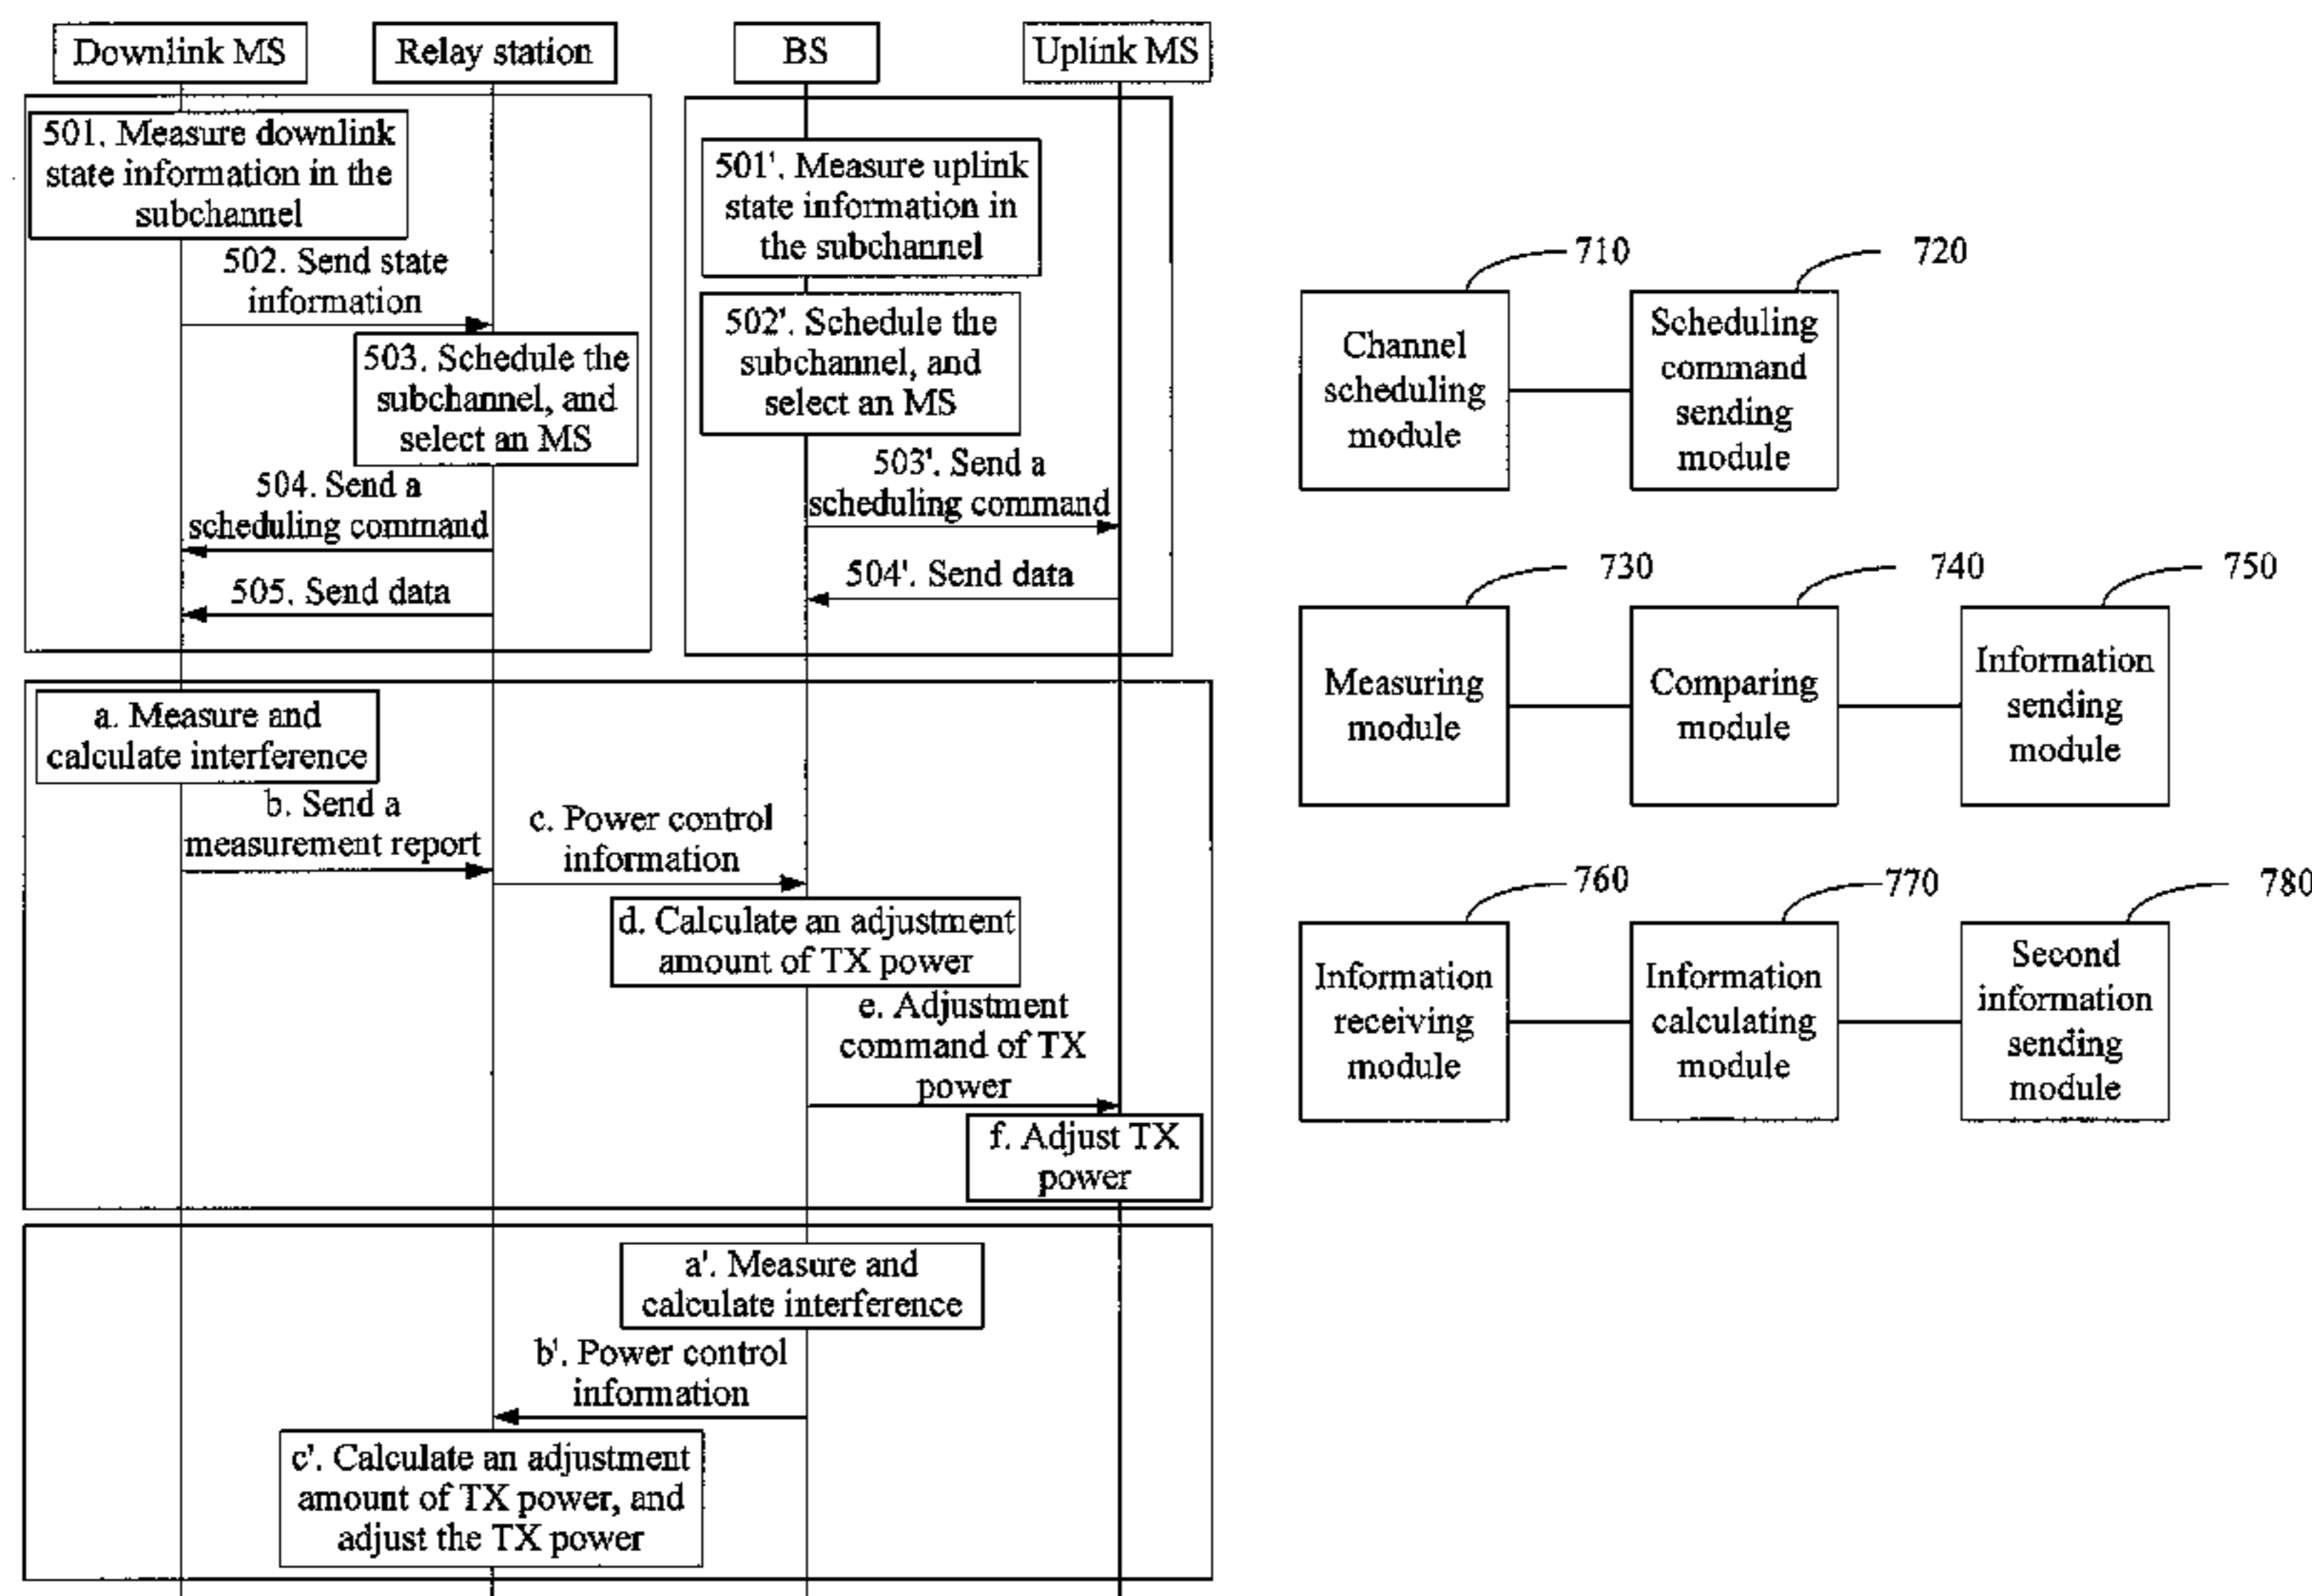 Downlink MS
Relay station
BS
Uplink MS
501. Measure downlink
state information in the
subchannel
502. Send state
information
503. Schedule the
subchannel, and
select an MS
504. Send a
scheduling command
505. Send data
501'. Measure uplink
state information in
the subchannel
502'. Schedule the
subchannel, and
select an MS
503'. Send a
scheduling command
504'. Send data
a. Measure and
calculate interference
b. Send a
measurement report
c. Power control
information
d. Calculate an adjustment
amount of TX power
e. Adjustment
command of TX
power
f. Adjust TX
power
a'. Measure and
calculate interference
b'. Power control
information
c'. Calculate an adjustment
amount of TX power, and
adjust the TX power
710
Channel
scheduling
module
720
Scheduling
command
sending
module
730
Measuring
module
740
Comparing
module
750
Information
sending
module
760
Information
receiving
module
770
Information
calculating
module
780
Second
information
sending
module